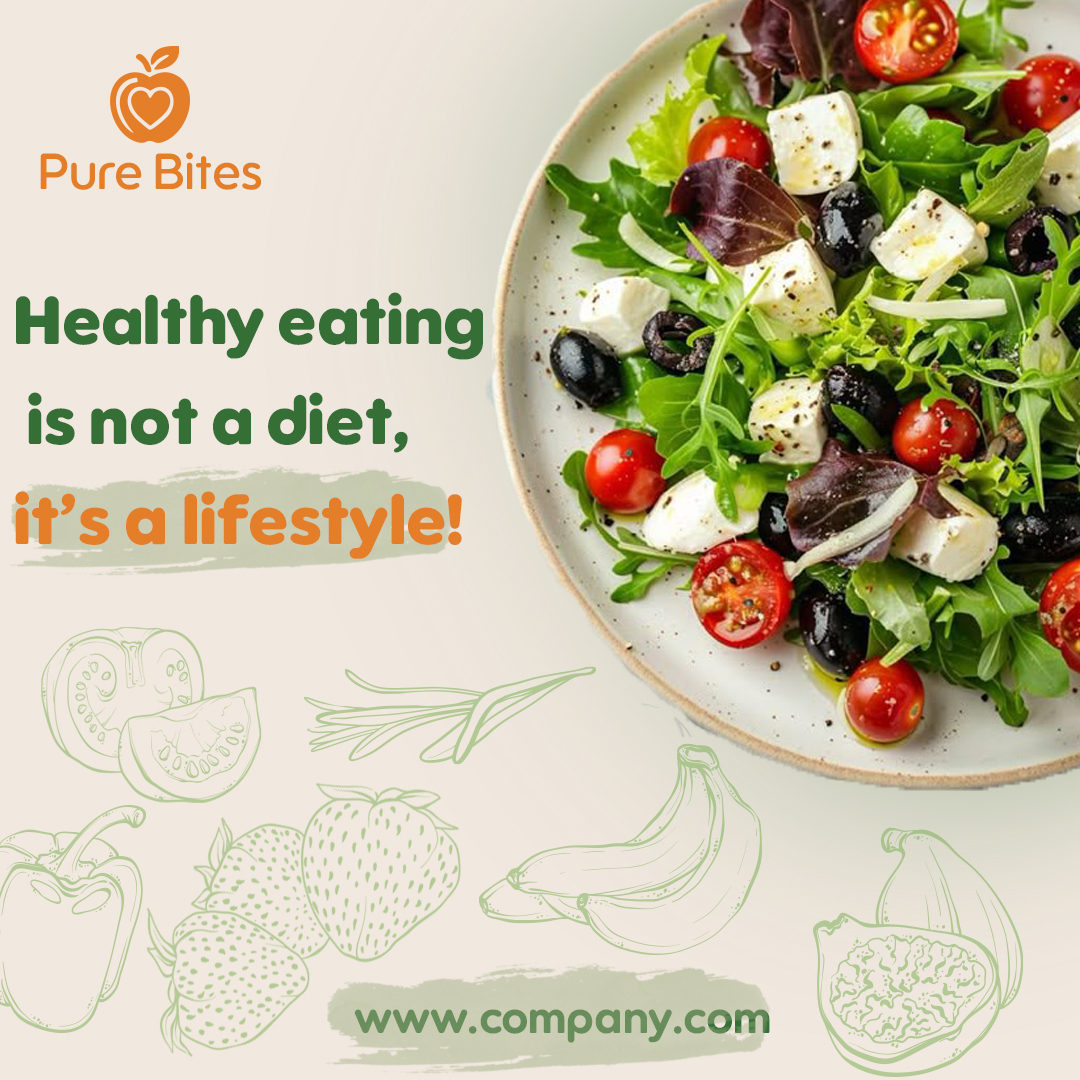 Pure Bites
Healthy eating
is not a diet,
it’s a lifestyle!
www.company.com